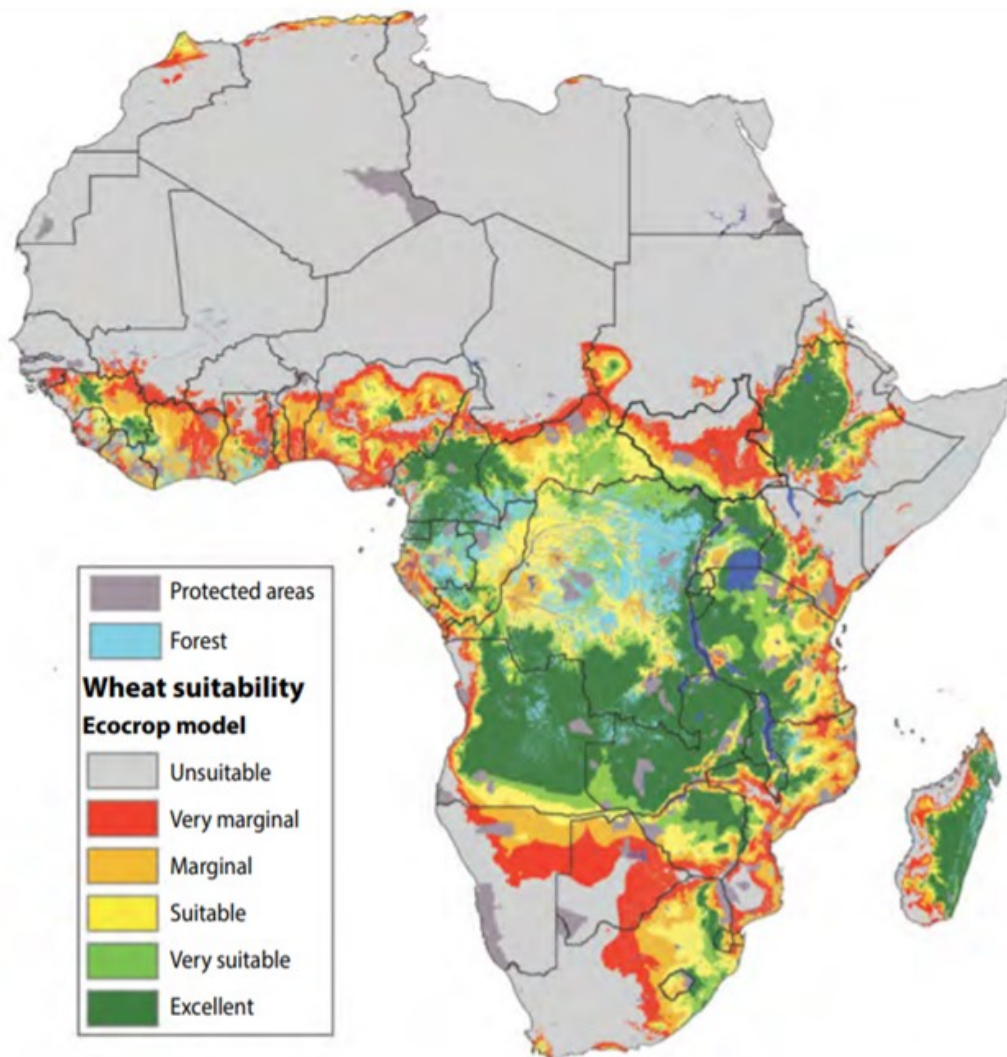 Protected areas
Forest
Wheat suitability
Ecocrop model
Unsuitable
Very marginal
Marginal
Suitable
Very suitable
Excellent